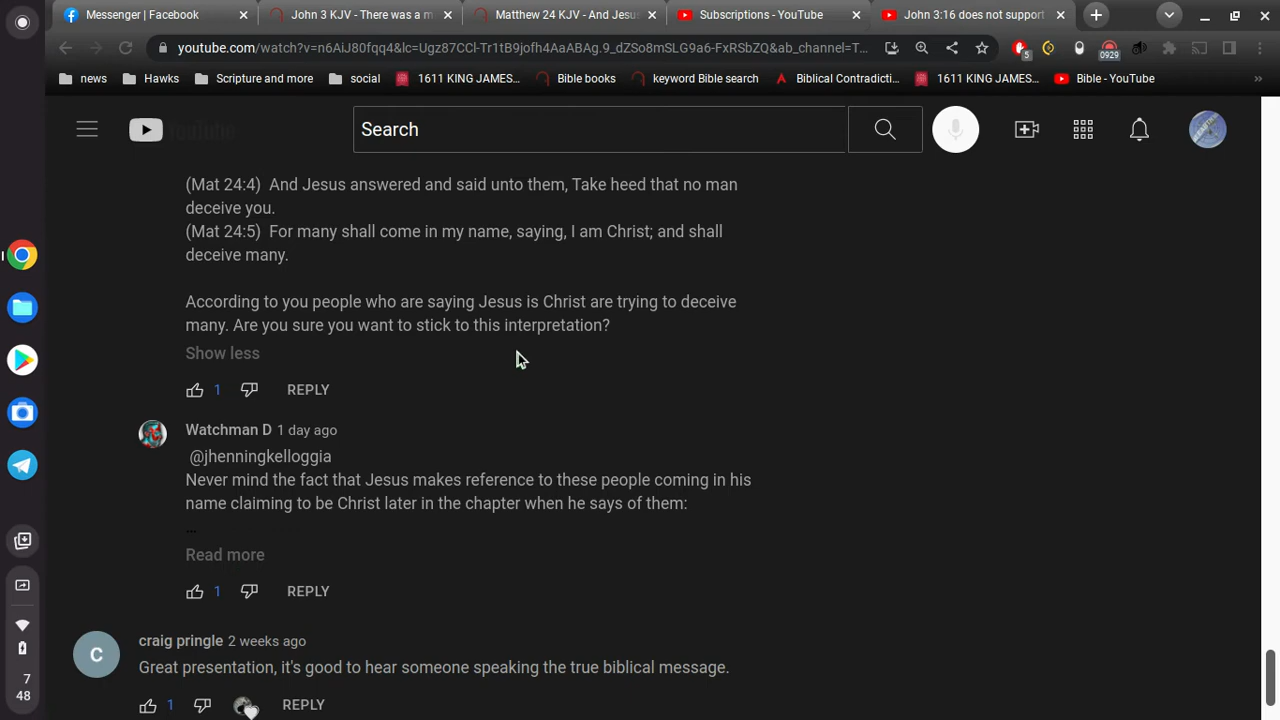 Messenger | Facebook
John 3 KJV - There was a m
Matthew 24 KJV - And Jesus
Subscriptions - YouTube
John 3:16 does not support
youtube.com/watch?v=n6AiJ80fqq4&lc=Ugz87CCl-Tr1tB9jofh4AaABAg.9_dZSo8mSLG9a6-FxRSbZQ&ab_channel=T...
5
0929
news
Hawks
Scripture and more
social
1611 KING JAMES...
Bible books
keyword Bible search
Biblical Contradicti...
1611 KING JAMES...
Bible - YouTube
»
YouTube
Search
(Mat 24:4) And Jesus answered and said unto them, Take heed that no man
deceive you.
(Mat 24:5) For many shall come in my name, saying, I am Christ; and shall
deceive many.
According to you people who are saying Jesus is Christ are trying to deceive
many. Are you sure you want to stick to this interpretation?
Show less
1 REPLY
Watchman D 1 day ago
@jhenningkelloggia
Never mind the fact that Jesus makes reference to these people coming in his
name claiming to be Christ later in the chapter when he says of them:
...
Read more
1 REPLY
C
craig pringle 2 weeks ago
Great presentation, it's good to hear someone speaking the true biblical message.
1 REPLY
7
48